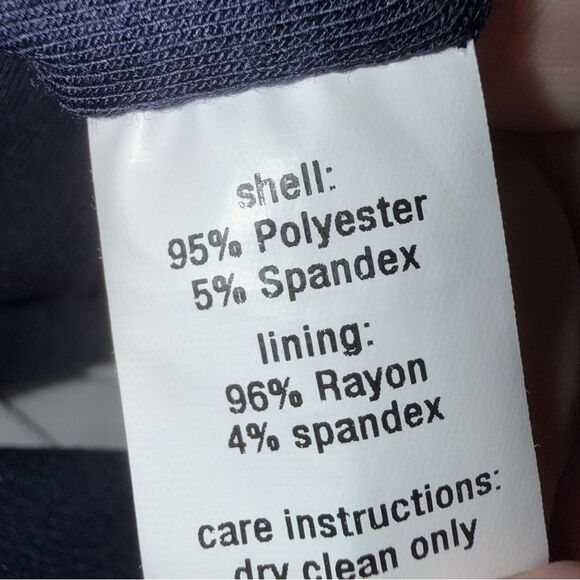 shell:
95% Polyester
5% Spandex
lining:
96% Rayon
4% spandex
care instructions:
dry clean only